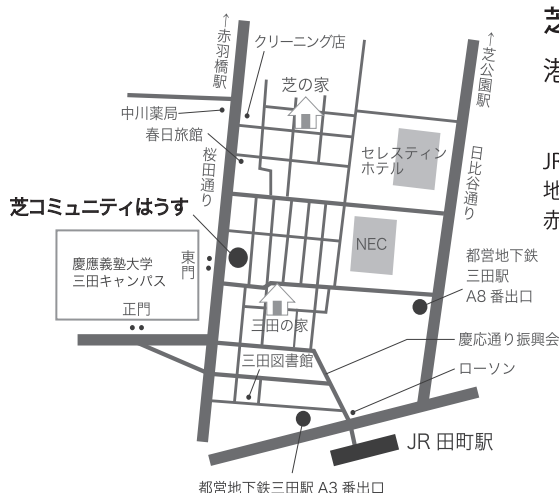 ←赤羽橋駅
クリーニング店
←芝公園駅
芝の家
中川薬局
春日旅館
桜田通り
セレスティン
ホテル
日比谷通り
芝コミュニティはうす
慶應義塾大学
三田キャンパス
東門
正門
NEC
都営地下鉄
三田駅
A8 番出口
三田の家
慶応通り振興会
三田図書館
ローソン
JR 田町駅
都営地下鉄三田駅 A3 番出口
芝
港
JR
地
赤